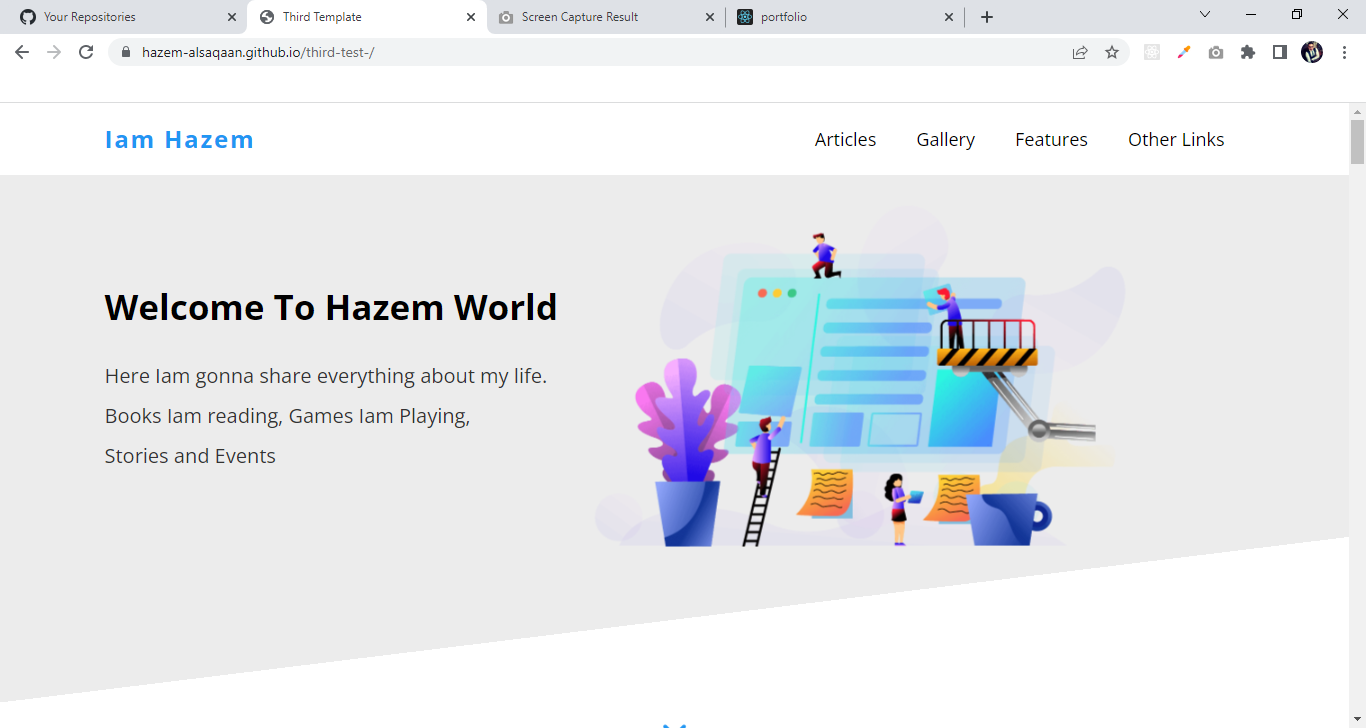 Your Repositories
Third Template
Screen Capture Result
portfolio
hazem-alsaqaan.github.io/third-test-/
Iam Hazem
Articles Gallery Features Other Links
Welcome To Hazem World
Here Iam gonna share everything about my life.
Books Iam reading, Games Iam Playing,
Stories and Events